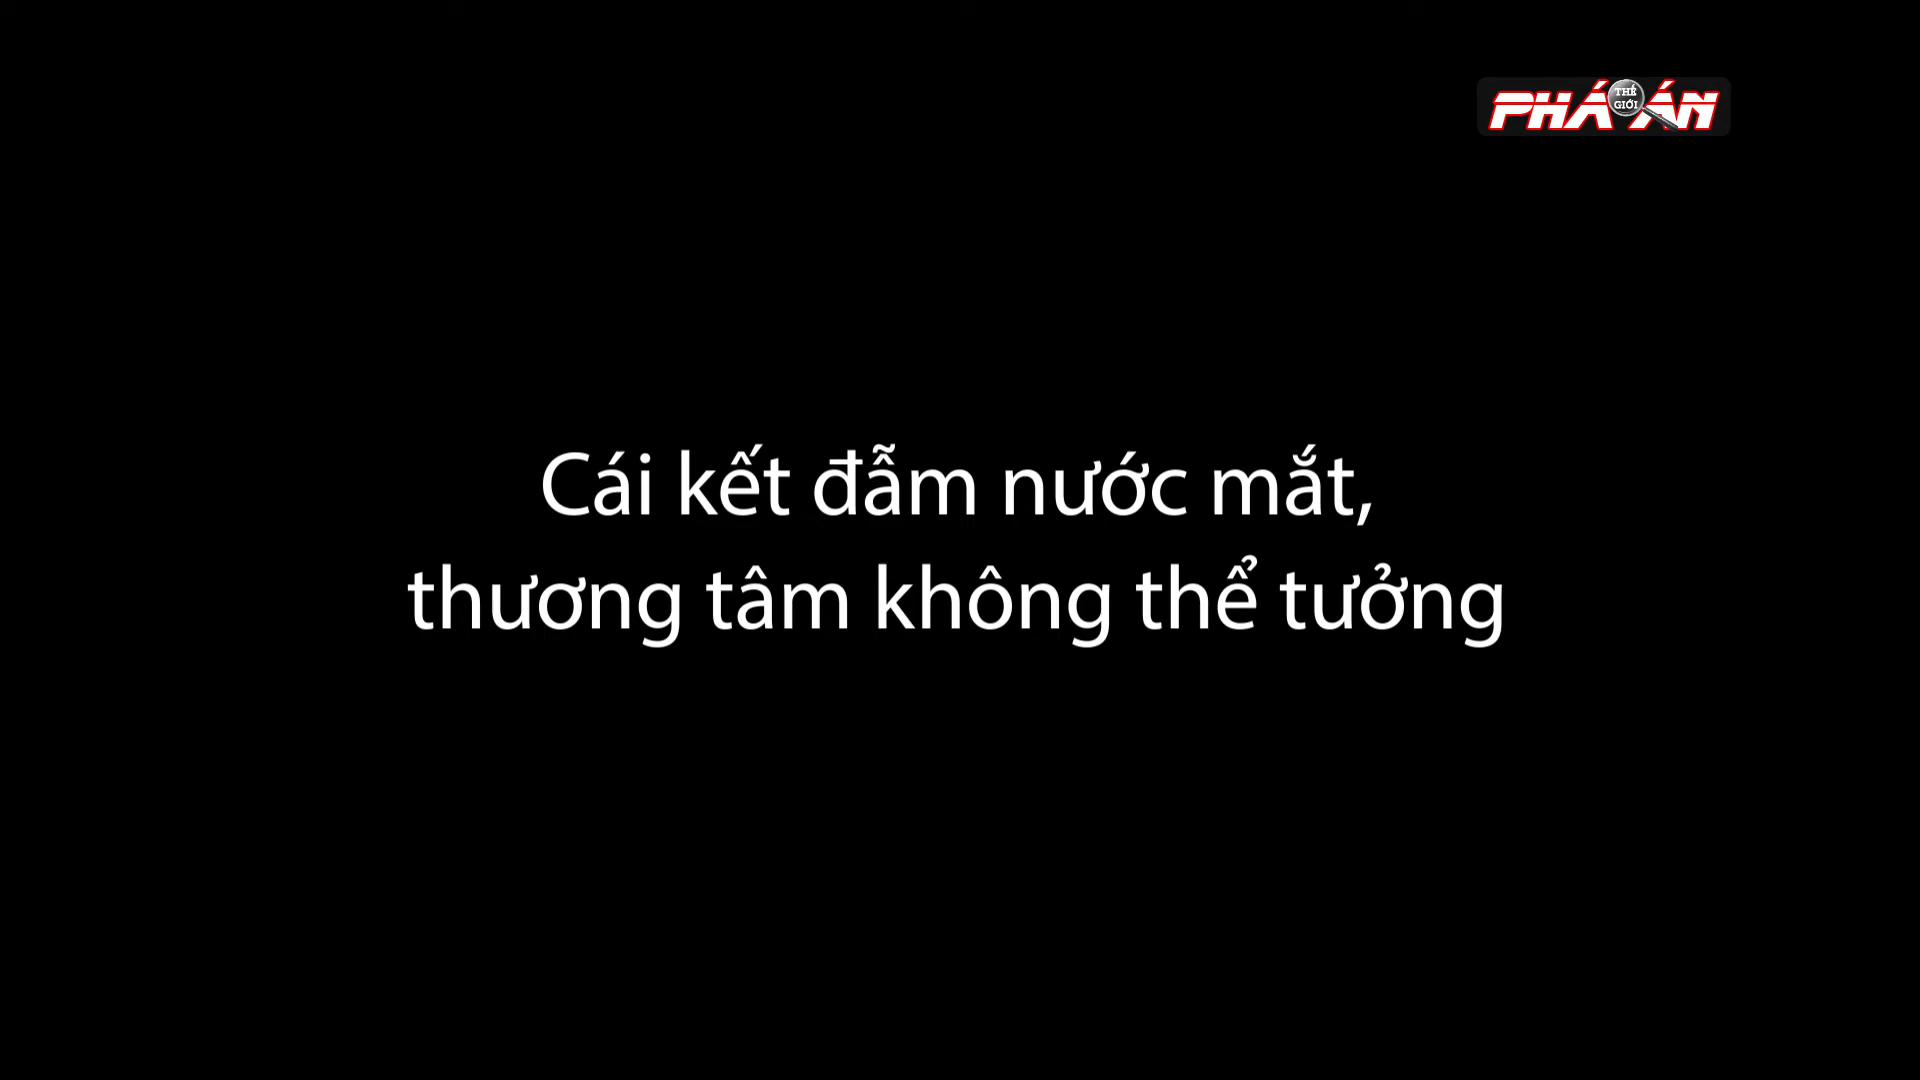 PHÁ THẾ GIỚI ÁN
Cái kết đẫm nước mắt,
thương tâm không thể tưởng